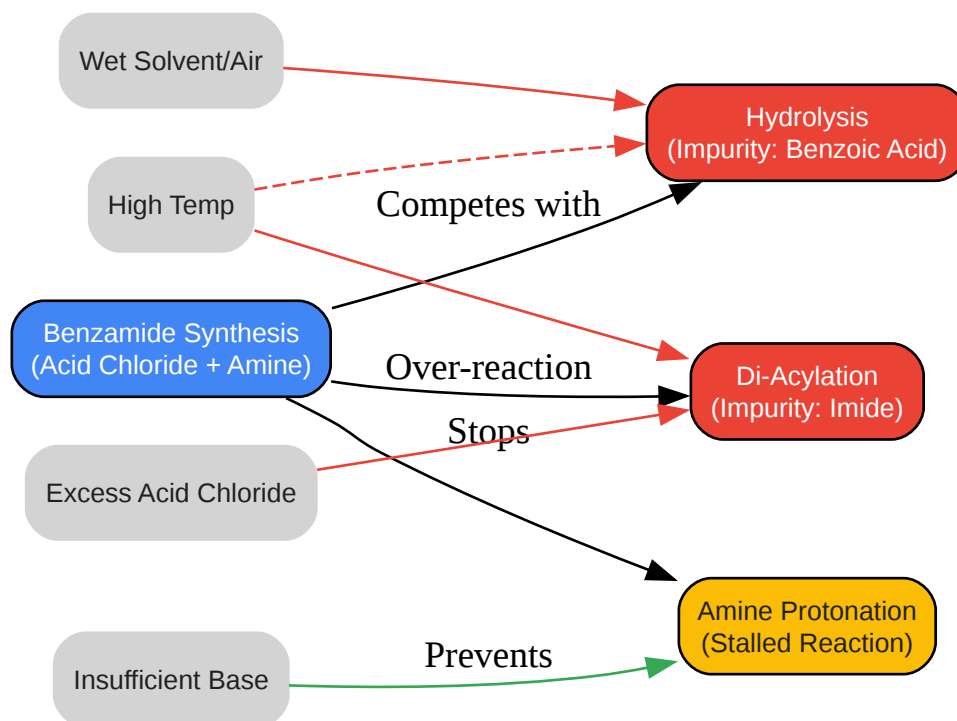 Wet Solvent/Air
Hydrolysis
(Impurity: Benzoic Acid)
High Temp
Competes with
Benzamide Synthesis
(Acid Chloride + Amine)
Over-reaction
Di-Acylation
(Impurity: Imide)
Stops
Excess Acid Chloride
Amine Protonation
(Stalled Reaction)
Prevents
Insufficient Base